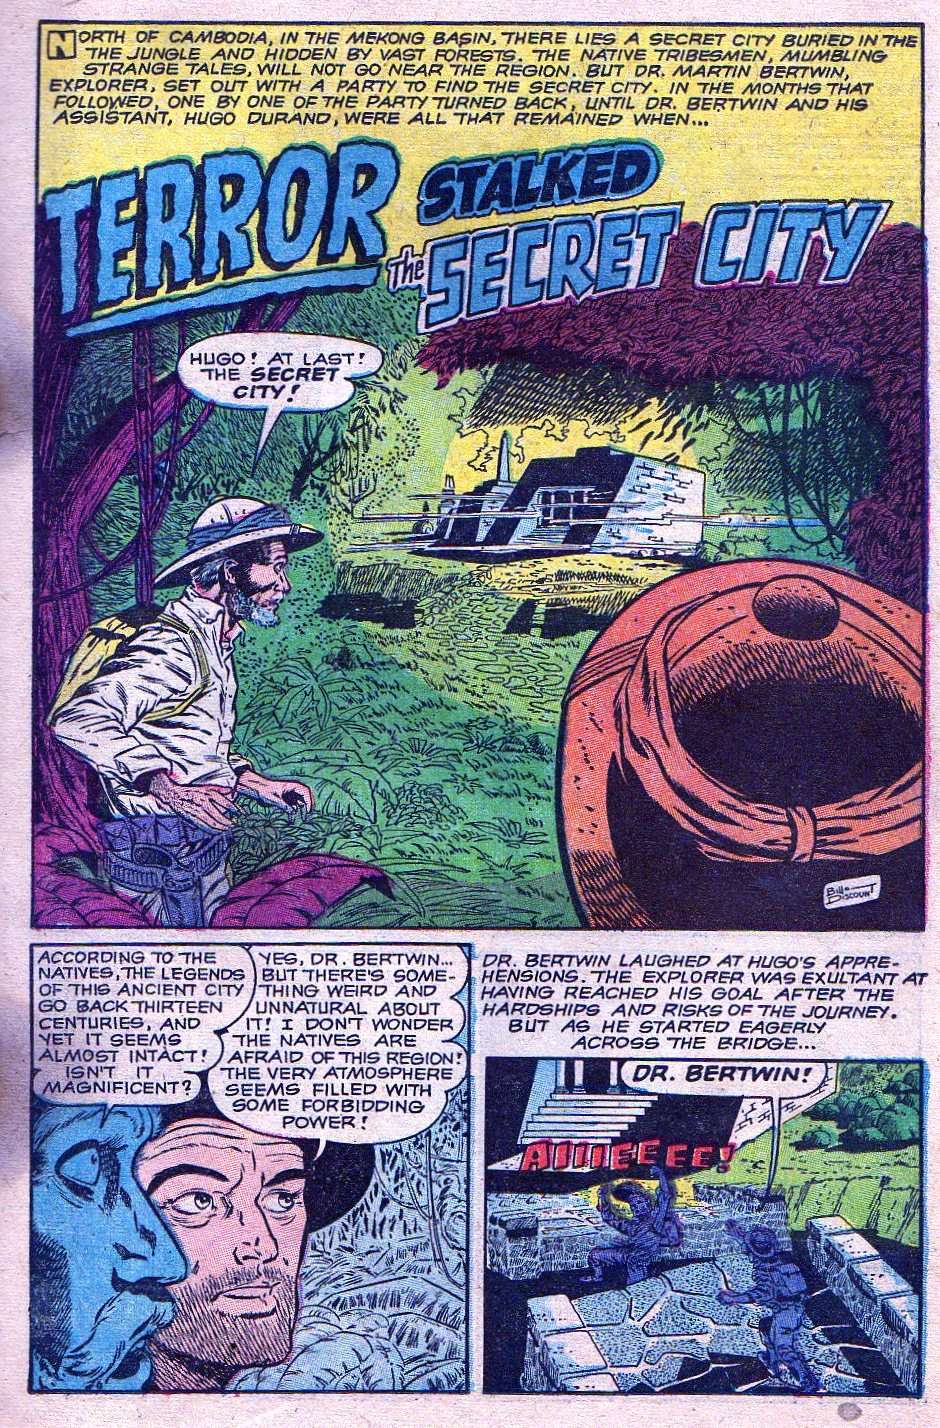 NORTH OF CAMBODIA, IN THE MEKONG BASIN, THERE LIES A SECRET CITY BURIED IN THE
THE JUNGLE AND HIDDEN BY VAST FORESTS. THE NATIVE TRIBESMEN, MUMBLING
STRANGE TALES, WILL NOT GO NEAR THE REGION. BUT DR. MARTIN BERTWIN,
EXPLORER, SET OUT WITH A PARTY TO FIND THE SECRET CITY. IN THE MONTHS THAT
FOLLOWED, ONE BY ONE OF THE PARTY TURNED BACK, UNTIL DR. BERTWIN AND HIS
ASSISTANT, HUGO DURAND, WERE ALL THAT REMAINED WHEN...
TERROR STALKED
The SECRET CITY
HUGO! AT LAST!
THE SECRET
CITY!
Bill
DISCOUNT
ACCORDING TO THE
NATIVES, THE LEGENDS
OF THIS ANCIENT CITY
GO BACK THIRTEEN
CENTURIES, AND
YET IT SEEMS
ALMOST INTACT!
ISN'T IT
MAGNIFICENT?
YES, DR. BERTWIN...
BUT THERE'S SOME-
THING WEIRD AND
UNNATURAL ABOUT
IT! I DON'T WONDER
THE NATIVES ARE
AFRAID OF THIS REGION!
THE VERY ATMOSPHERE
SEEMS FILLED WITH
SOME FORBIDDING
POWER!
DR. BERTWIN LAUGHED AT HUGO'S APPRE-
HENSIONS. THE EXPLORER WAS EXULTANT AT
HAVING REACHED HIS GOAL AFTER THE
HARDSHIPS AND RISKS OF THE JOURNEY.
BUT AS HE STARTED EAGERLY
ACROSS THE BRIDGE...
DR. BERTWIN!
AIIIEEEE!